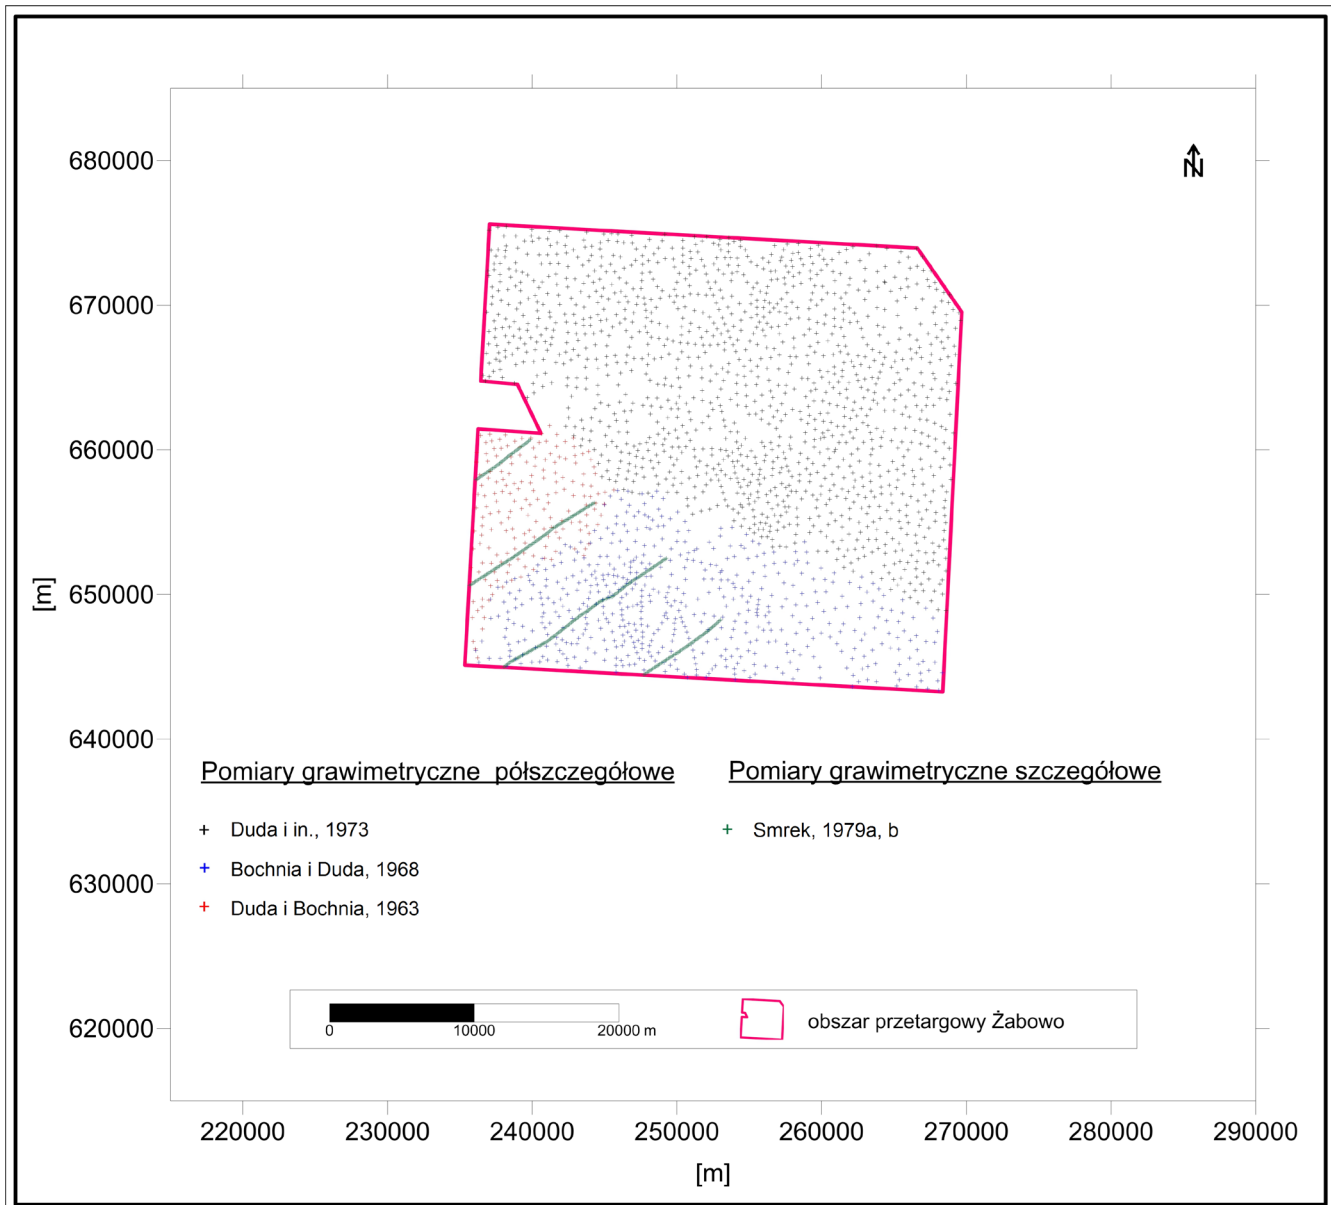 N
680000
670000
660000
650000
640000
630000
620000
[m]
Pomiary grawimetryczne półszczegółowe
Duda i in., 1973
Bochnia i Duda, 1968
Duda i Bochnia, 1963
Pomiary grawimetryczne szczegółowe
Smrek, 1979a, b
0 10000 20000 m
obszar przetargowy Żabowo
220000 230000 240000 250000 260000 270000 280000 290000
[m]